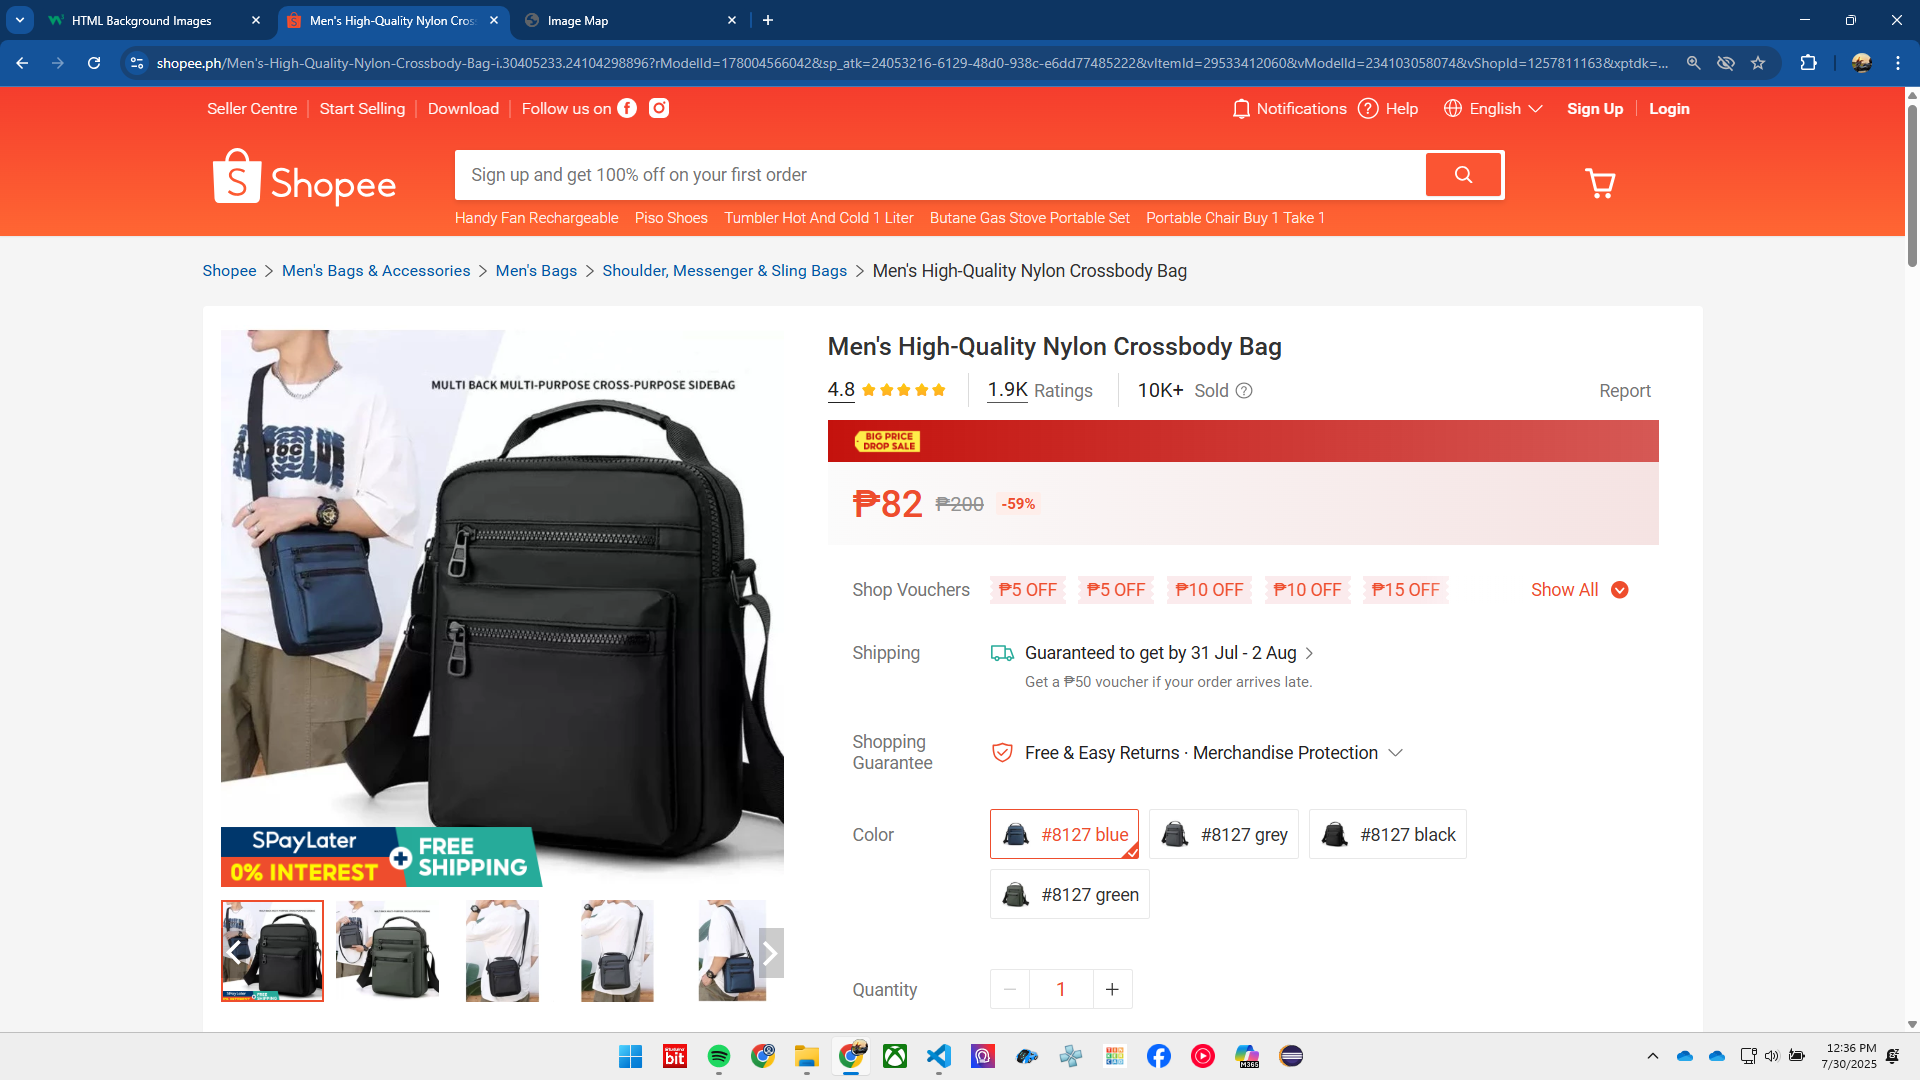 HTML Background Images
Men's High-Quality Nylon Cros
Image Map
shopee.ph/Men's-High-Quality-Nylon-Crossbody-Bag-i.30405233.24104298896?rModelId=178004566042&sp_atk=24053216-6129-48d0-938c-e6dd77485222&vItemId=29533412060&vModelId=234103058074&vShopId=1257811163&xptdk=...
Seller Centre
Start Selling
Download
Follow us on
Notifications
Help
English
Sign Up
Login
Shopee
Sign up and get 100% off on your first order
Handy Fan Rechargeable
Piso Shoes
Tumbler Hot And Cold 1 Liter
Butane Gas Stove Portable Set
Portable Chair Buy 1 Take 1
Shopee > Men's Bags & Accessories > Men's Bags > Shoulder, Messenger & Sling Bags > Men's High-Quality Nylon Crossbody Bag
MULTI BACK MULTI-PURPOSE CROSS-PURPOSE SIDEBAG
SPayLater
0% INTEREST
FREE
SHIPPING
Men's High-Quality Nylon Crossbody Bag
4.8
1.9K Ratings
10K+ Sold
Report
BIG PRICE
DROP SALE
₱82 ₱200 -59%
Shop Vouchers
₱5 OFF
₱5 OFF
₱10 OFF
₱10 OFF
₱15 OFF
Show All
Shipping
Guaranteed to get by 31 Jul - 2 Aug
Get a ₱50 voucher if your order arrives late.
Shopping
Guarantee
Free & Easy Returns · Merchandise Protection
Color
#8127 blue
#8127 grey
#8127 black
#8127 green
Quantity
1
bit
M365
12:36 PM
7/30/2025